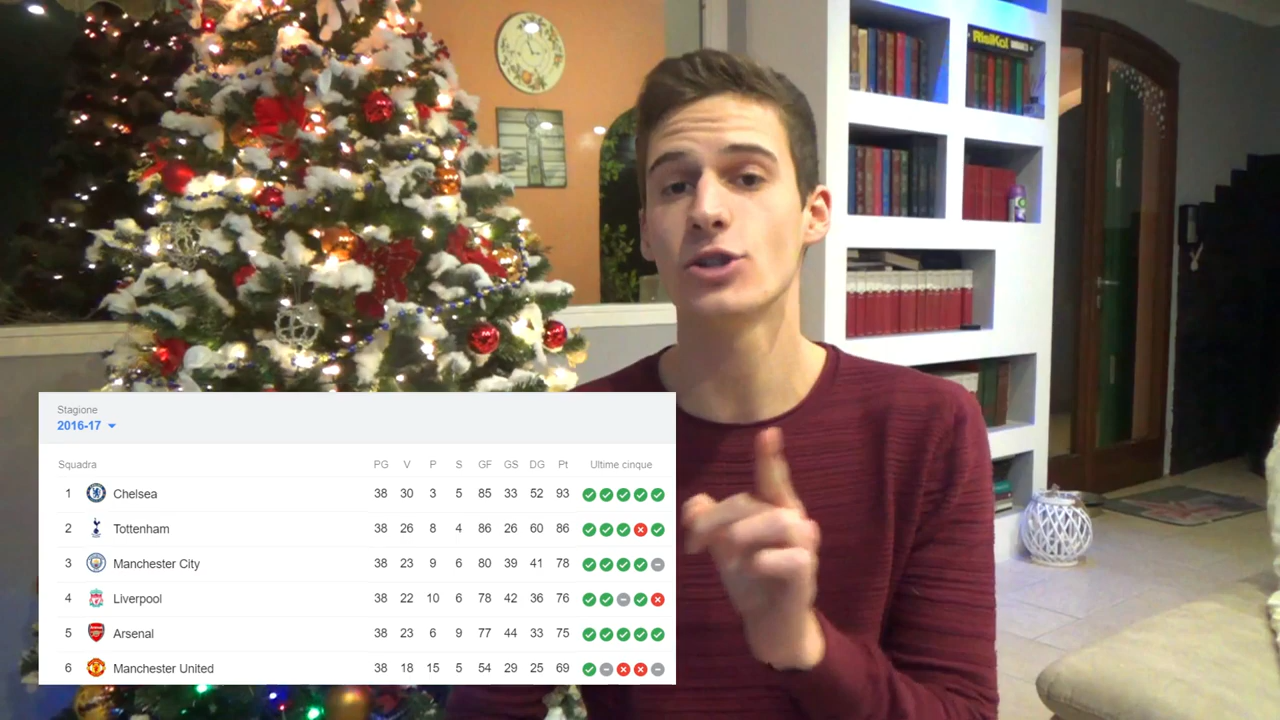 RisiKo!
Stagione
2016-17
Squadra PG V P S GF GS DG Pt Ultime cinque
1 Chelsea 38 30 3 5 85 33 52 93
2 Tottenham 38 26 8 4 86 26 60 86
3 Manchester City 38 23 9 6 80 39 41 78
4 Liverpool 38 22 10 6 78 42 36 76
5 Arsenal 38 23 6 9 77 44 33 75
6 Manchester United 38 18 15 5 54 29 25 69